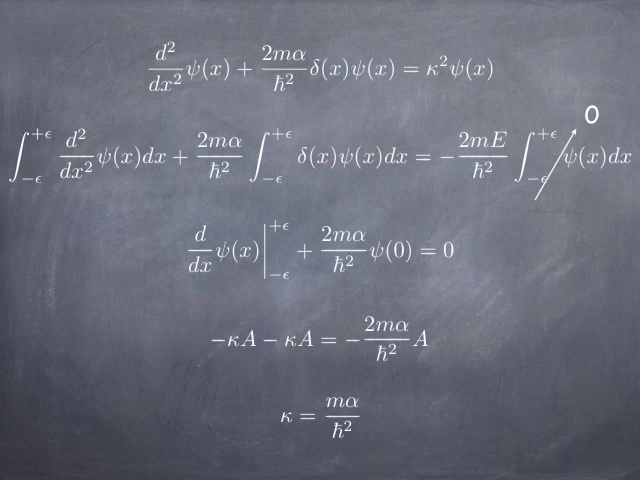 d²/dx² ψ(x) + 2mα/ħ² δ(x)ψ(x) = κ²ψ(x)
0
∫_{−ϵ}^{+ϵ} d²/dx² ψ(x)dx + 2mα/ħ² ∫_{−ϵ}^{+ϵ} δ(x)ψ(x)dx = − 2mE/ħ² ∫_{−ϵ}^{+ϵ} ψ(x)dx
d/dx ψ(x)|_{−ϵ}^{+ϵ} + 2mα/ħ² ψ(0) = 0
−κA − κA = − 2mα/ħ² A
κ = mα/ħ²